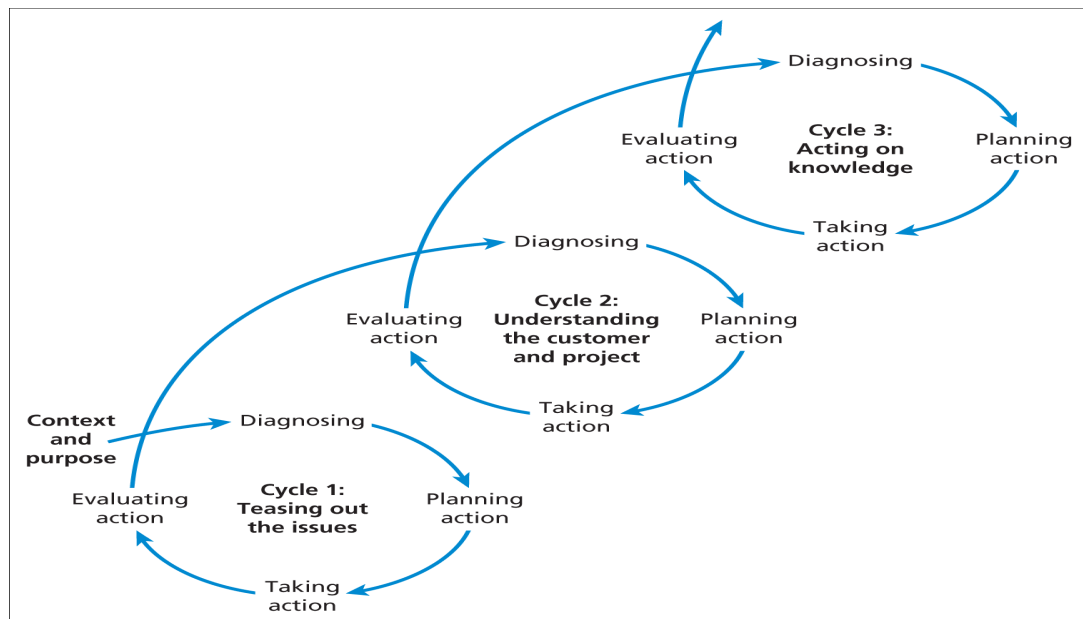 Diagnosing
Evaluating
action
Cycle 3:
Acting on
knowledge
Planning
action
Taking
action
Diagnosing
Evaluating
action
Cycle 2:
Understanding
the customer
and project
Planning
action
Taking
action
Context
and
purpose
Diagnosing
Evaluating
action
Cycle 1:
Teasing out
the issues
Planning
action
Taking
action